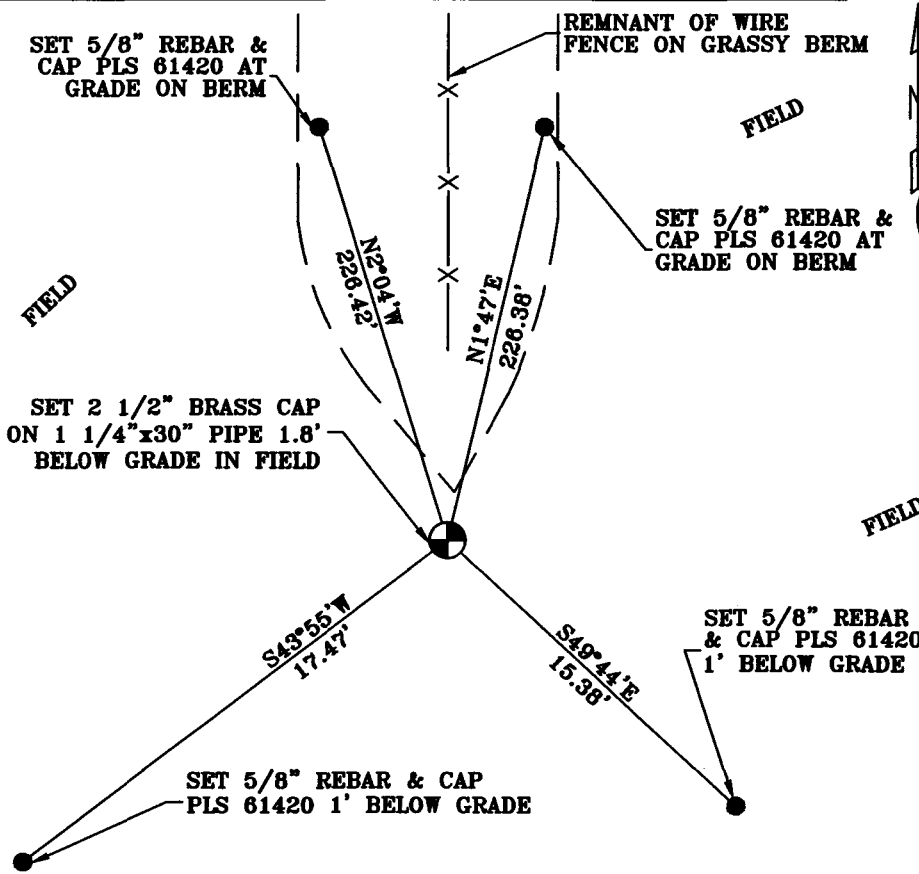 SET 5/8" REBAR &
CAP PLS 61420 AT
GRADE ON BERM
REMNANT OF WIRE
FENCE ON GRASSY BERM
FIELD
SET 5/8" REBAR &
CAP PLS 61420 AT
GRADE ON BERM
FIELD
N2°04'W
226.42'
N1°47'E
226.38'
SET 2 1/2" BRASS CAP
ON 1 1/4"x30" PIPE 1.8'
BELOW GRADE IN FIELD
FIELD
S43°55'W
17.47'
S49°44'E
15.38'
SET 5/8" REBAR
& CAP PLS 61420
1' BELOW GRADE
SET 5/8" REBAR & CAP
PLS 61420 1' BELOW GRADE